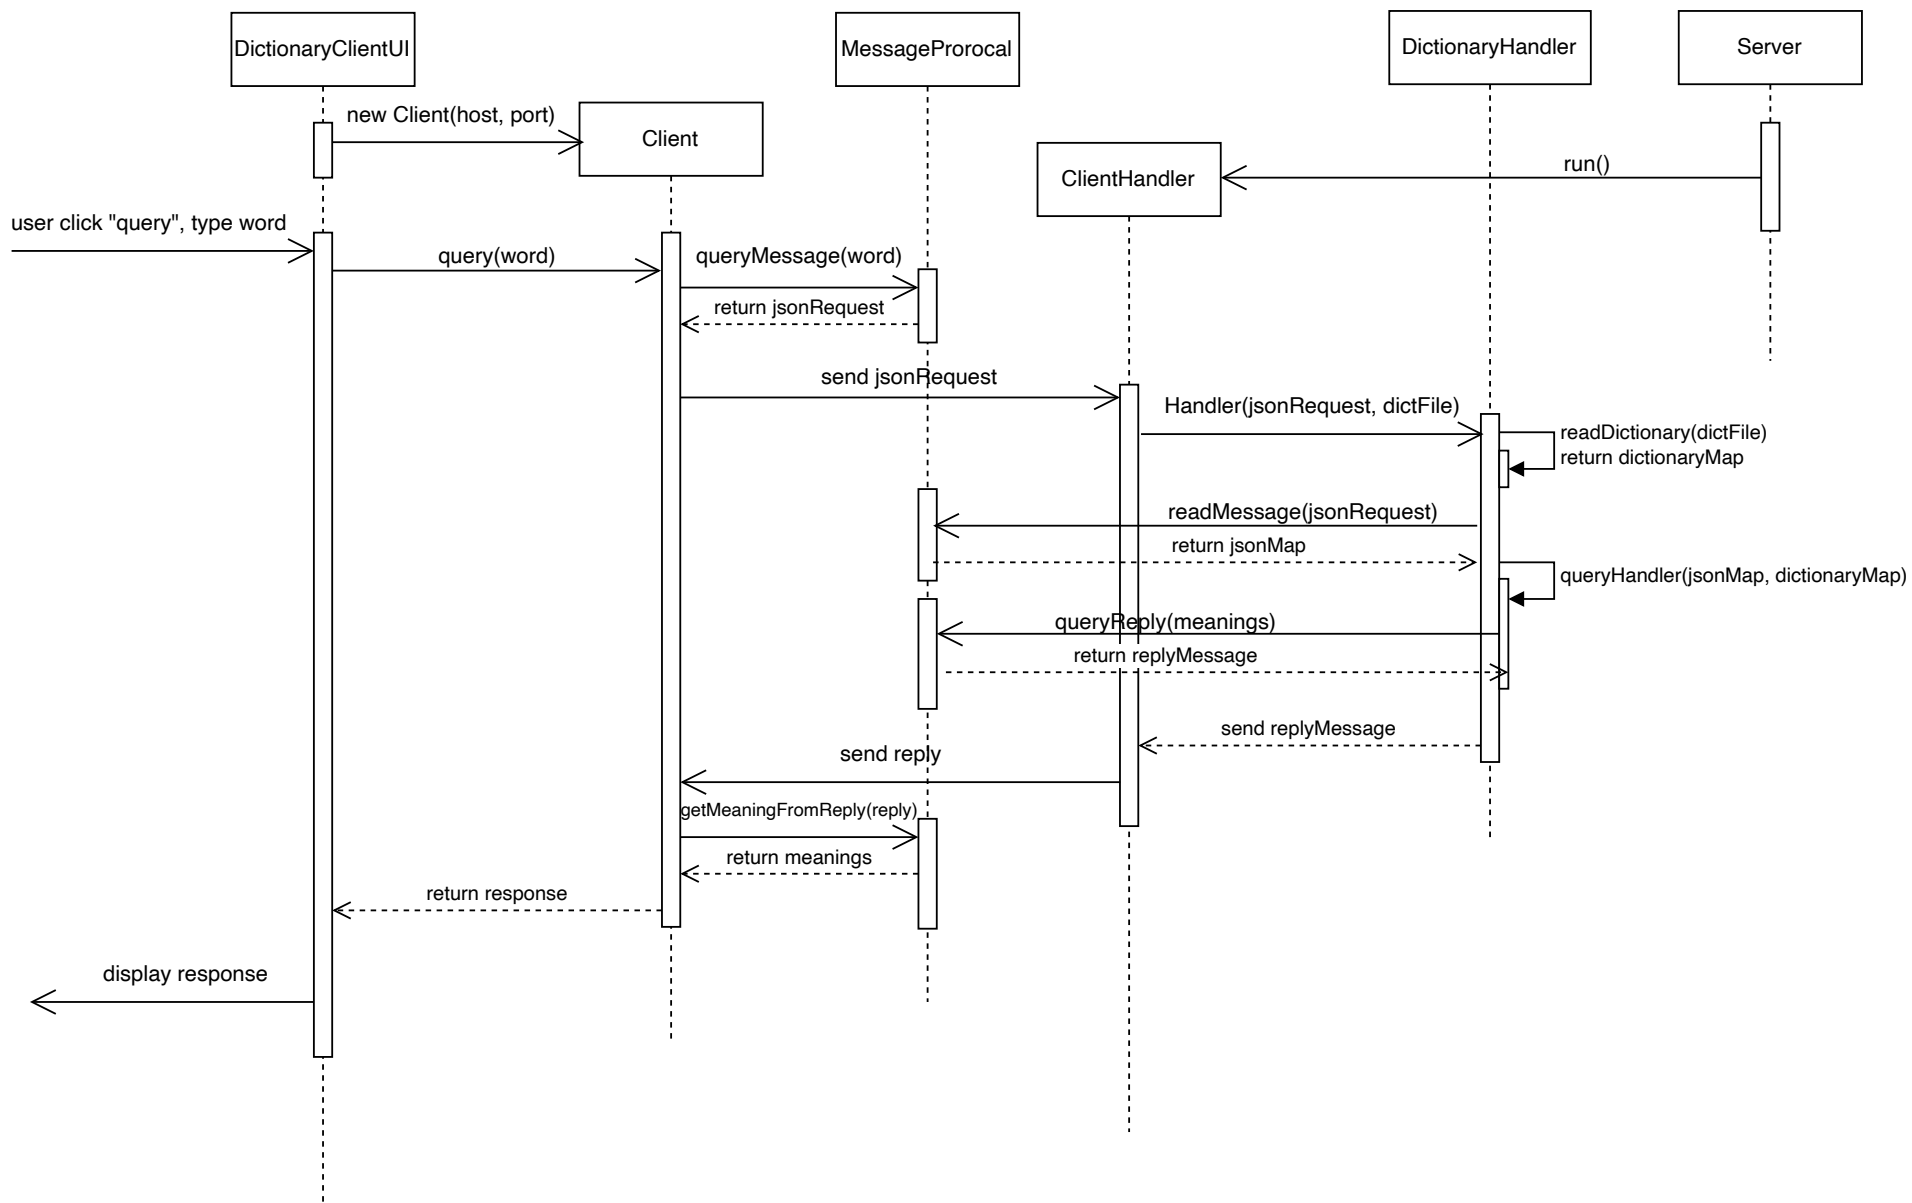 DictionaryClientUI
MessageProrocal
DictionaryHandler
Server
new Client(host, port)
Client
ClientHandler
run()
user click "query", type word
query(word)
queryMessage(word)
return jsonRequest
send jsonRequest
Handler(jsonRequest, dictFile)
readDictionary(dictFile)
return dictionaryMap
readMessage(jsonRequest)
return jsonMap
queryHandler(jsonMap, dictionaryMap)
queryReply(meanings)
return replyMessage
send replyMessage
send reply
getMeaningFromReply(reply)
return meanings
return response
display response